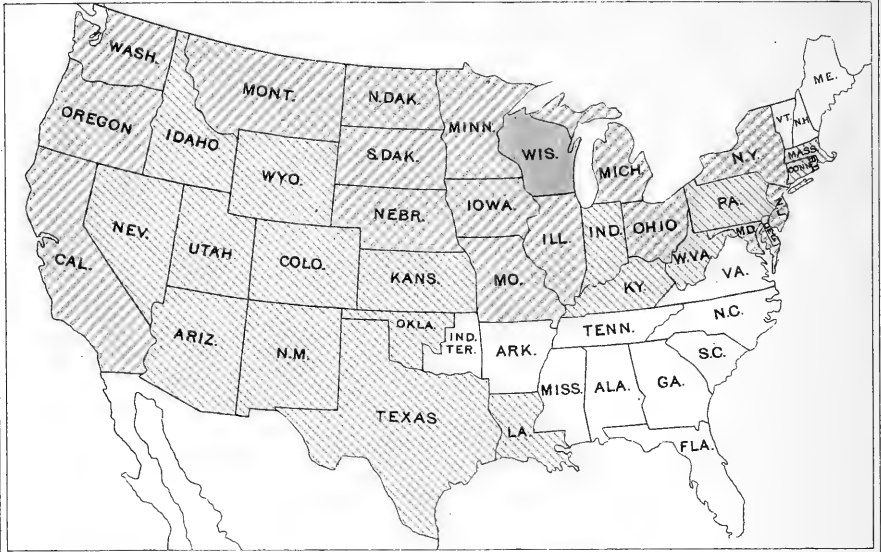 WASH.
OREGON
CAL.
IDAHO
NEV.
MONT.
WYO.
UTAH
ARIZ.
COLO.
N.M.
N.DAK.
S.DAK.
NEBR.
KANS.
OKLA.
IND.
TER.
TEXAS
MINN.
IOWA.
MO.
ARK.
LA.
WIS.
ILL.
MICH.
IND.
OHIO
KY.
TENN.
MISS.
ALA.
GA.
FLA.
S.C.
N.C.
VA.
W.VA.
MD.
DEL.
PA.
N.J.
N.Y.
CONN.
R.I.
MASS.
VT.
N.H.
ME.